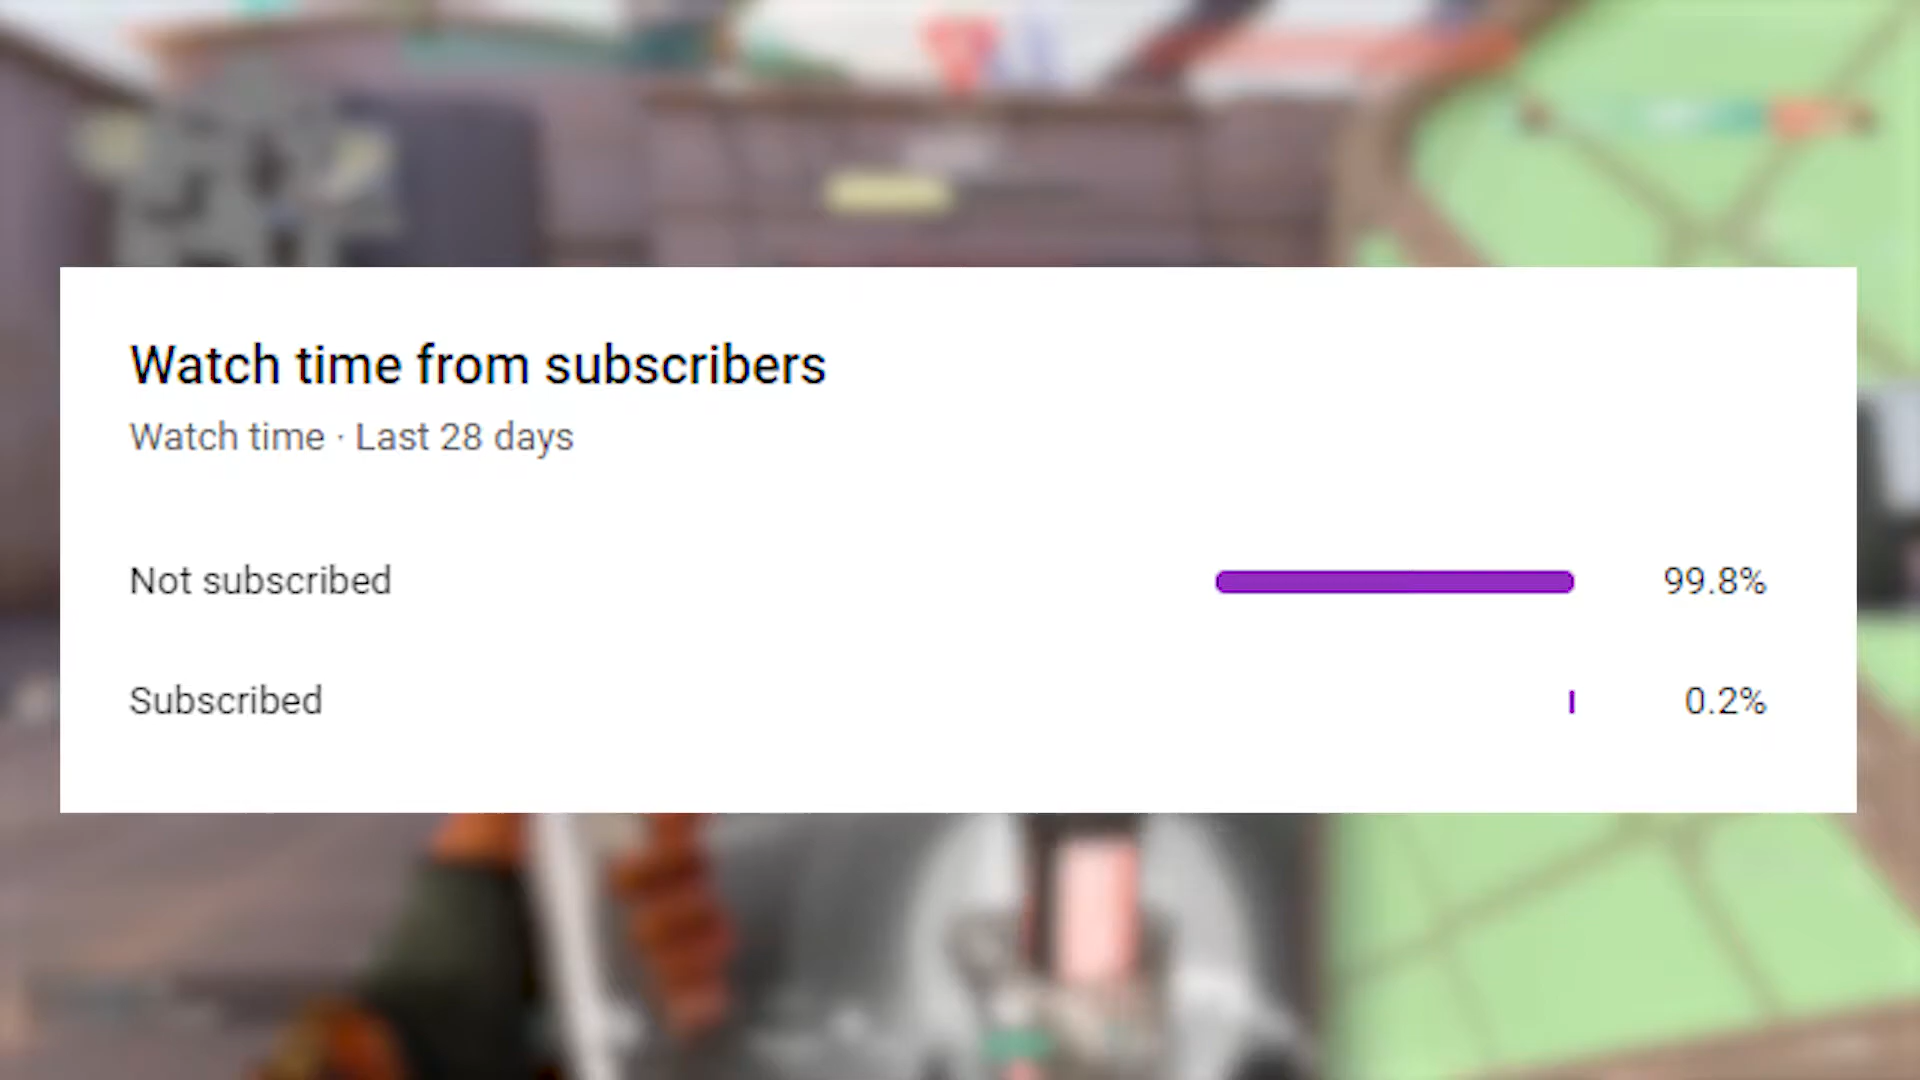 Watch time from subscribers
Watch time · Last 28 days
Not subscribed 99.8%
Subscribed 0.2%